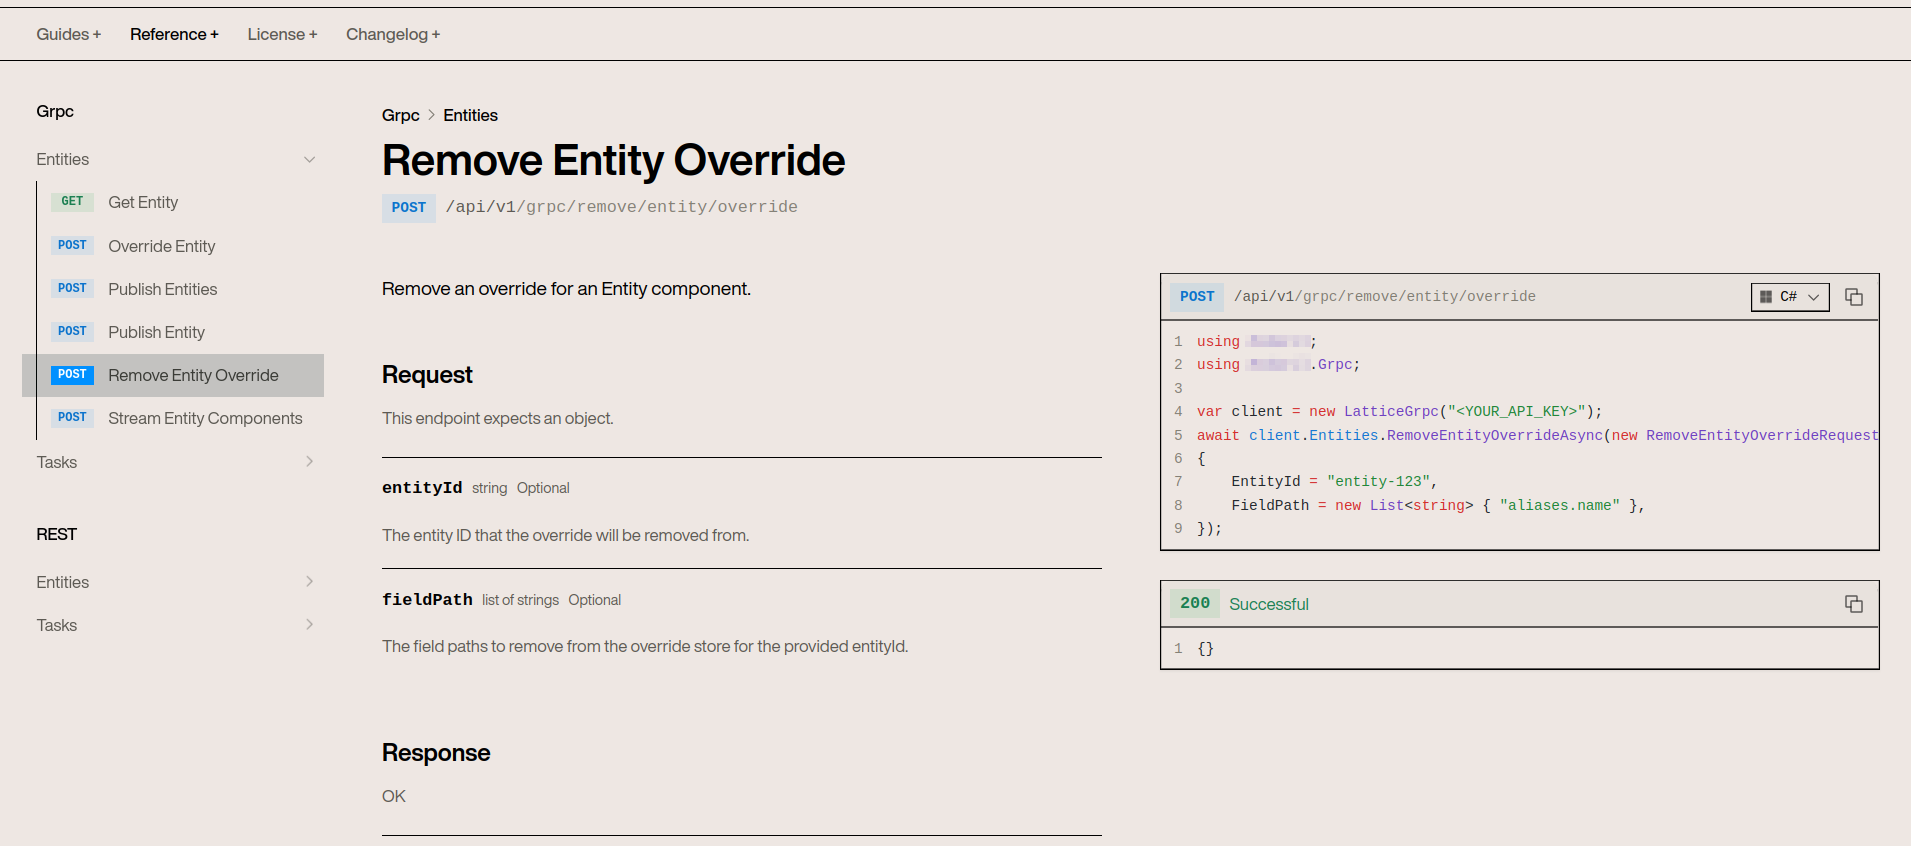 Guides + Reference + License + Changelog +
Grpc
Entities
GET Get Entity
POST Override Entity
POST Publish Entities
POST Publish Entity
POST Remove Entity Override
POST Stream Entity Components
Tasks
REST
Entities
Tasks
Grpc > Entities
Remove Entity Override
POST /api/v1/grpc/remove/entity/override
Remove an override for an Entity component.
Request
This endpoint expects an object.
entityId string Optional
The entity ID that the override will be removed from.
fieldPath list of strings Optional
The field paths to remove from the override store for the provided entityId.
Response
OK
POST /api/v1/grpc/remove/entity/override C#
1 using ;
2 using .Grpc;
3
4 var client = new LatticeGrpc("<YOUR_API_KEY>");
5 await client.Entities.RemoveEntityOverrideAsync(new RemoveEntityOverrideRequest
6 {
7 EntityId = "entity-123",
8 FieldPath = new List<string> { "aliases.name" },
9 });
200 Successful
1 {}